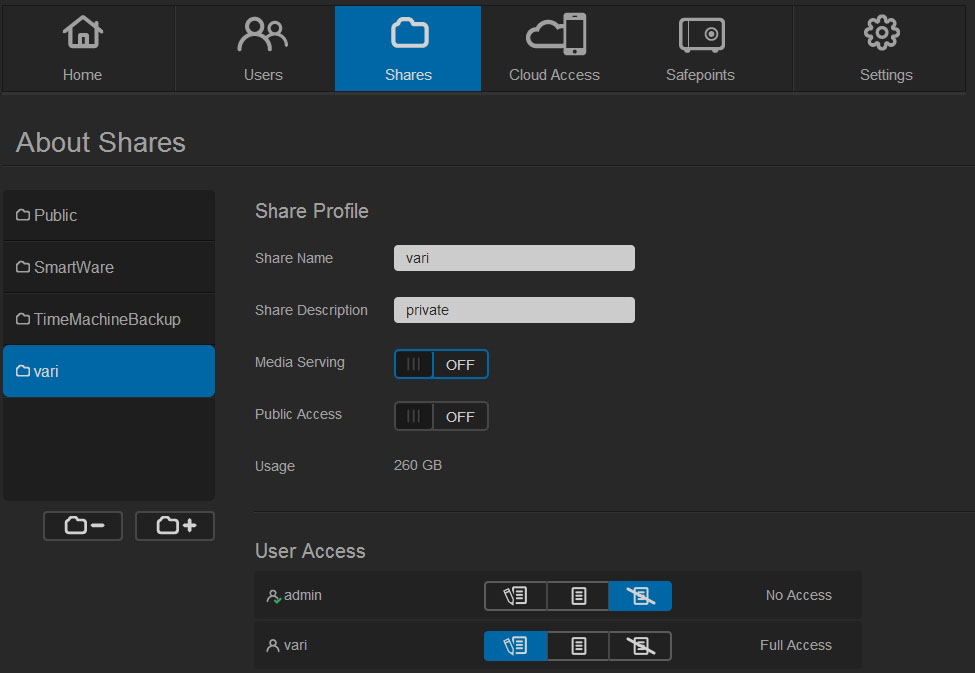 Home Users Shares Cloud Access Safepoints Settings
About Shares
Public
SmartWare
TimeMachineBackup
vari
Share Profile
Share Name vari
Share Description private
Media Serving OFF
Public Access OFF
Usage 260 GB
User Access
admin No Access
vari Full Access